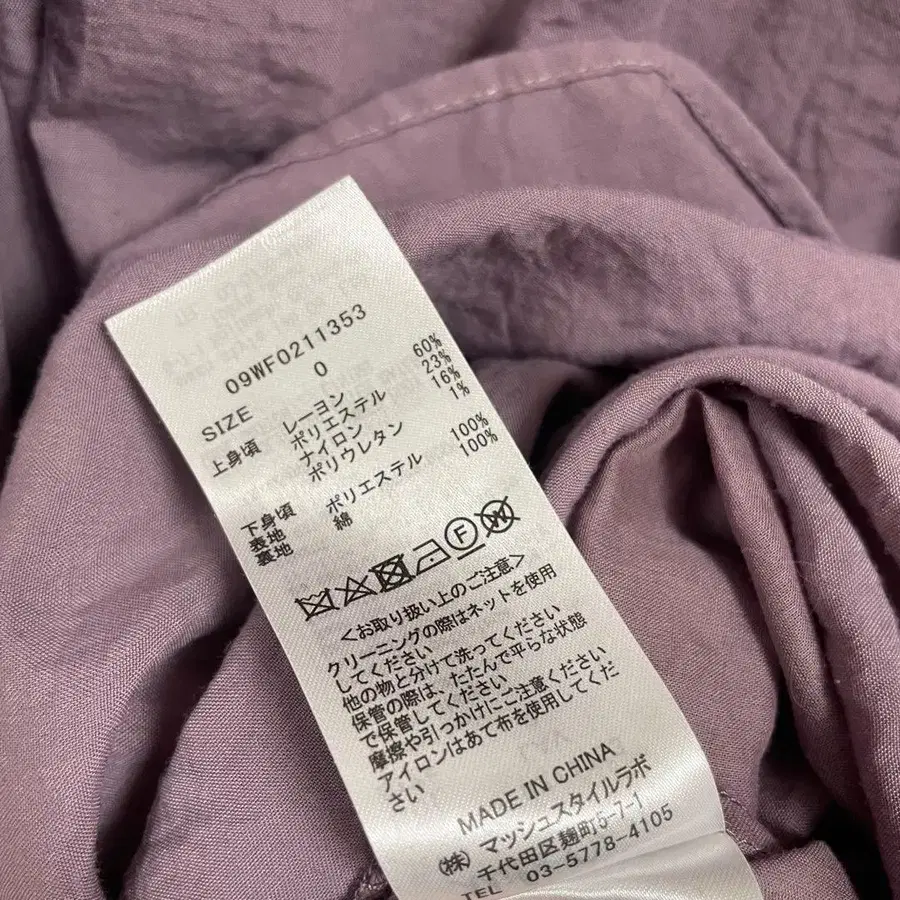 09WF0211353
SIZE 0
上身頃 レーヨン 60%
ポリエステル 23%
ナイロン 16%
ポリウレタン 1%
下身頃
表地 ポリエステル 100%
裏地 綿 100%
F W
<お取り扱い上のご注意>
クリーニングの際はネットを使用
してください
他の物と分けて洗ってください
保管の際は、たたんで平らな状態
で保管してください
摩擦や引っかけにご注意ください
アイロンはあて布を使用してくだ
さい
MADE IN CHINA
(株)マッシュスタイルラボ
千代田区麹町5-7-1
TEL 03-5778-4105